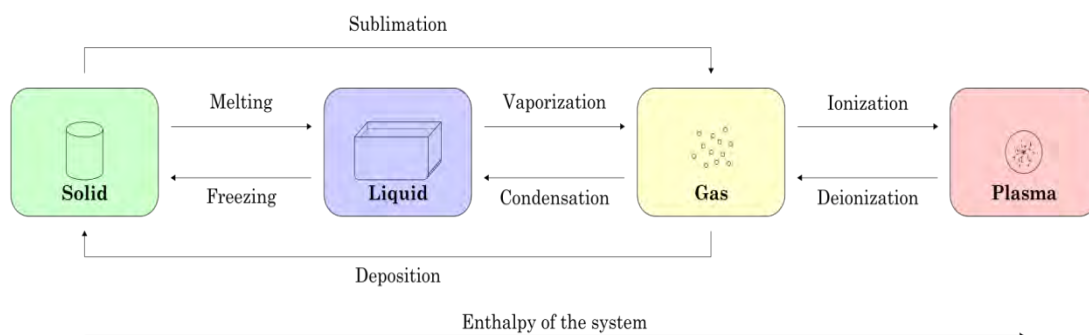 Sublimation
Melting
Vaporization
Ionization
Solid
Freezing
Liquid
Condensation
Gas
Deionization
Plasma
Deposition
Enthalpy of the system